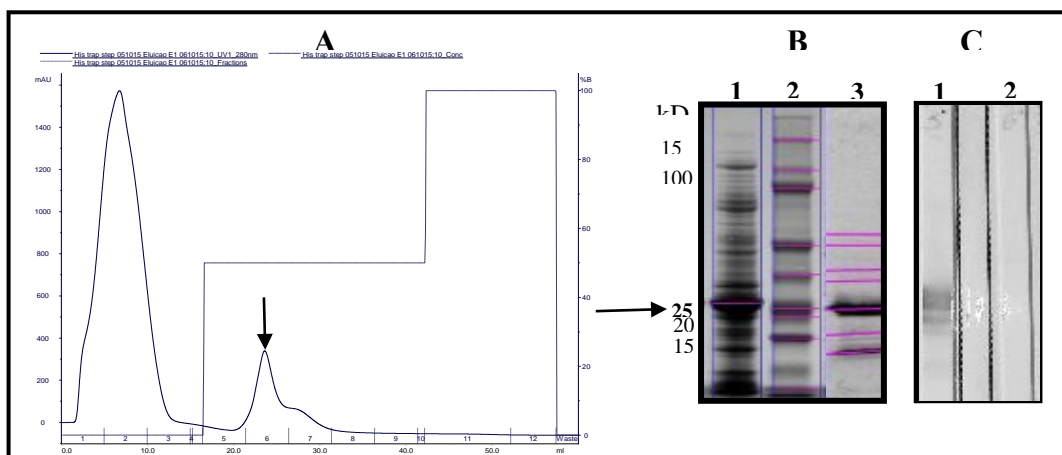 A
B
C
His trap step 051015 Eluicao E1 061015:10_UV1_280nm
His trap step 051015 Eluicao E1 061015:10_Conc
His trap step 051015 Eluicao E1 061015:10_Fractions
mAU
%B
1400
1200
1000
800
600
400
200
0
100
80
60
40
20
0
1 2 3 4 5 6 7 8 9 10 11 12 Waste
0.0 10.0 20.0 30.0 40.0 50.0 ml
1 2 3
kD
15
100
25
20
15
1 2